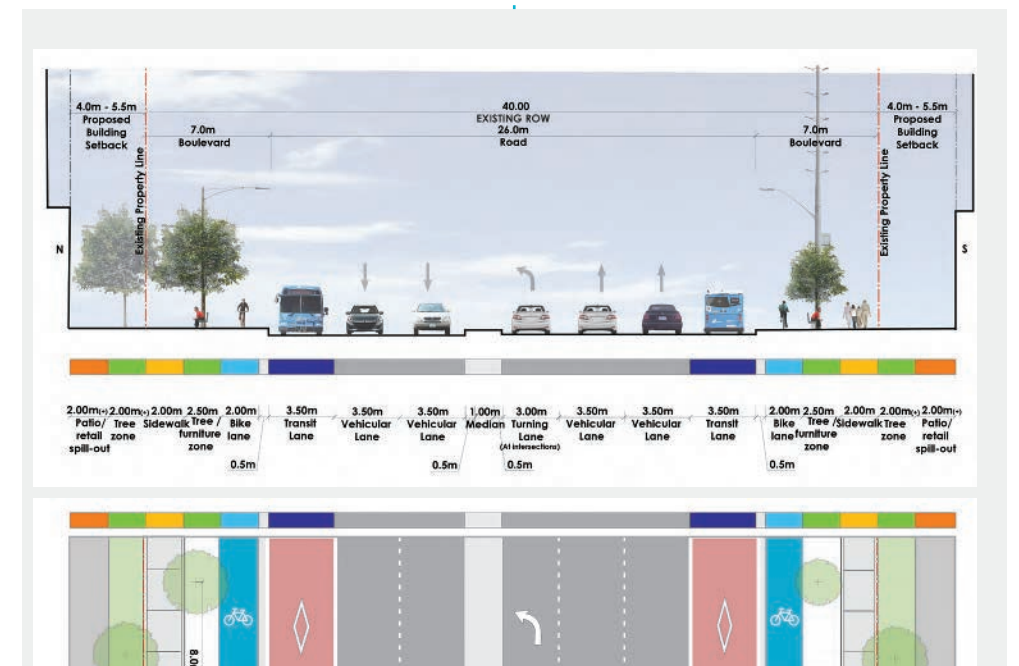 4.0m - 5.5m
Proposed
Building
Setback
Existing Property Line
7.0m
Boulevard
40.00
EXISTING ROW
26.0m
Road
7.0m
Boulevard
Existing Property Line
4.0m - 5.5m
Proposed
Building
Setback
N
S
2.00m(+)
Patio/
retail
spill-out
2.00m(+)
Tree
zone
2.00m
Sidewalk
2.50m
Tree /
furniture
zone
2.00m
Bike
lane
0.5m
3.50m
Transit
Lane
3.50m
Vehicular
Lane
3.50m
Vehicular
Lane
0.5m
1.00m
Median
0.5m
3.00m
Turning
Lane
(At intersections)
3.50m
Vehicular
Lane
3.50m
Vehicular
Lane
3.50m
Transit
Lane
0.5m
2.00m
Bike
lane
2.50m
Tree /
furniture
zone
2.00m
Sidewalk
2.00m(+)
Tree
zone
2.00m(+)
Patio/
retail
spill-out